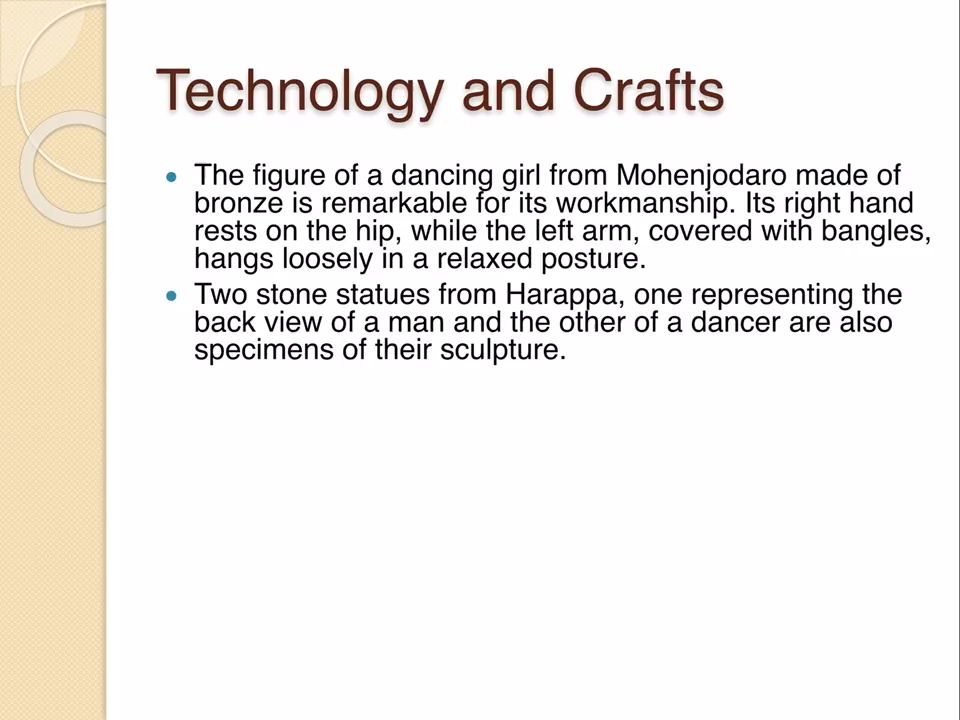 Technology and Crafts
• The figure of a dancing girl from Mohenjodaro made of
bronze is remarkable for its workmanship. Its right hand
rests on the hip, while the left arm, covered with bangles,
hangs loosely in a relaxed posture.
• Two stone statues from Harappa, one representing the
back view of a man and the other of a dancer are also
specimens of their sculpture.